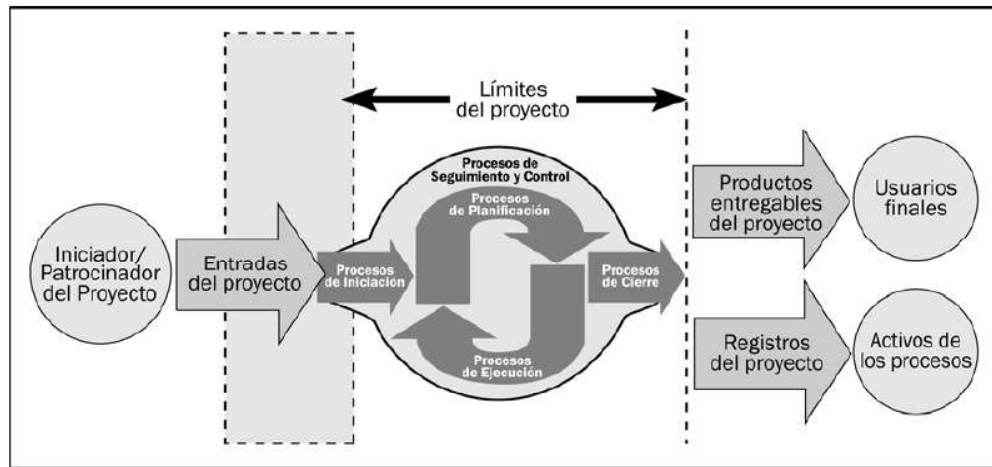 Límites
del proyecto
Procesos de
Seguimiento y Control
Procesos
de Planificación
Iniciador/
Patrocinador
del Proyecto
Entradas
del proyecto
Procesos
de Iniciación
Procesos
de Cierre
Procesos
de Ejecución
Productos
entregables
del proyecto
Usuarios
finales
Registros
del proyecto
Activos de
los procesos